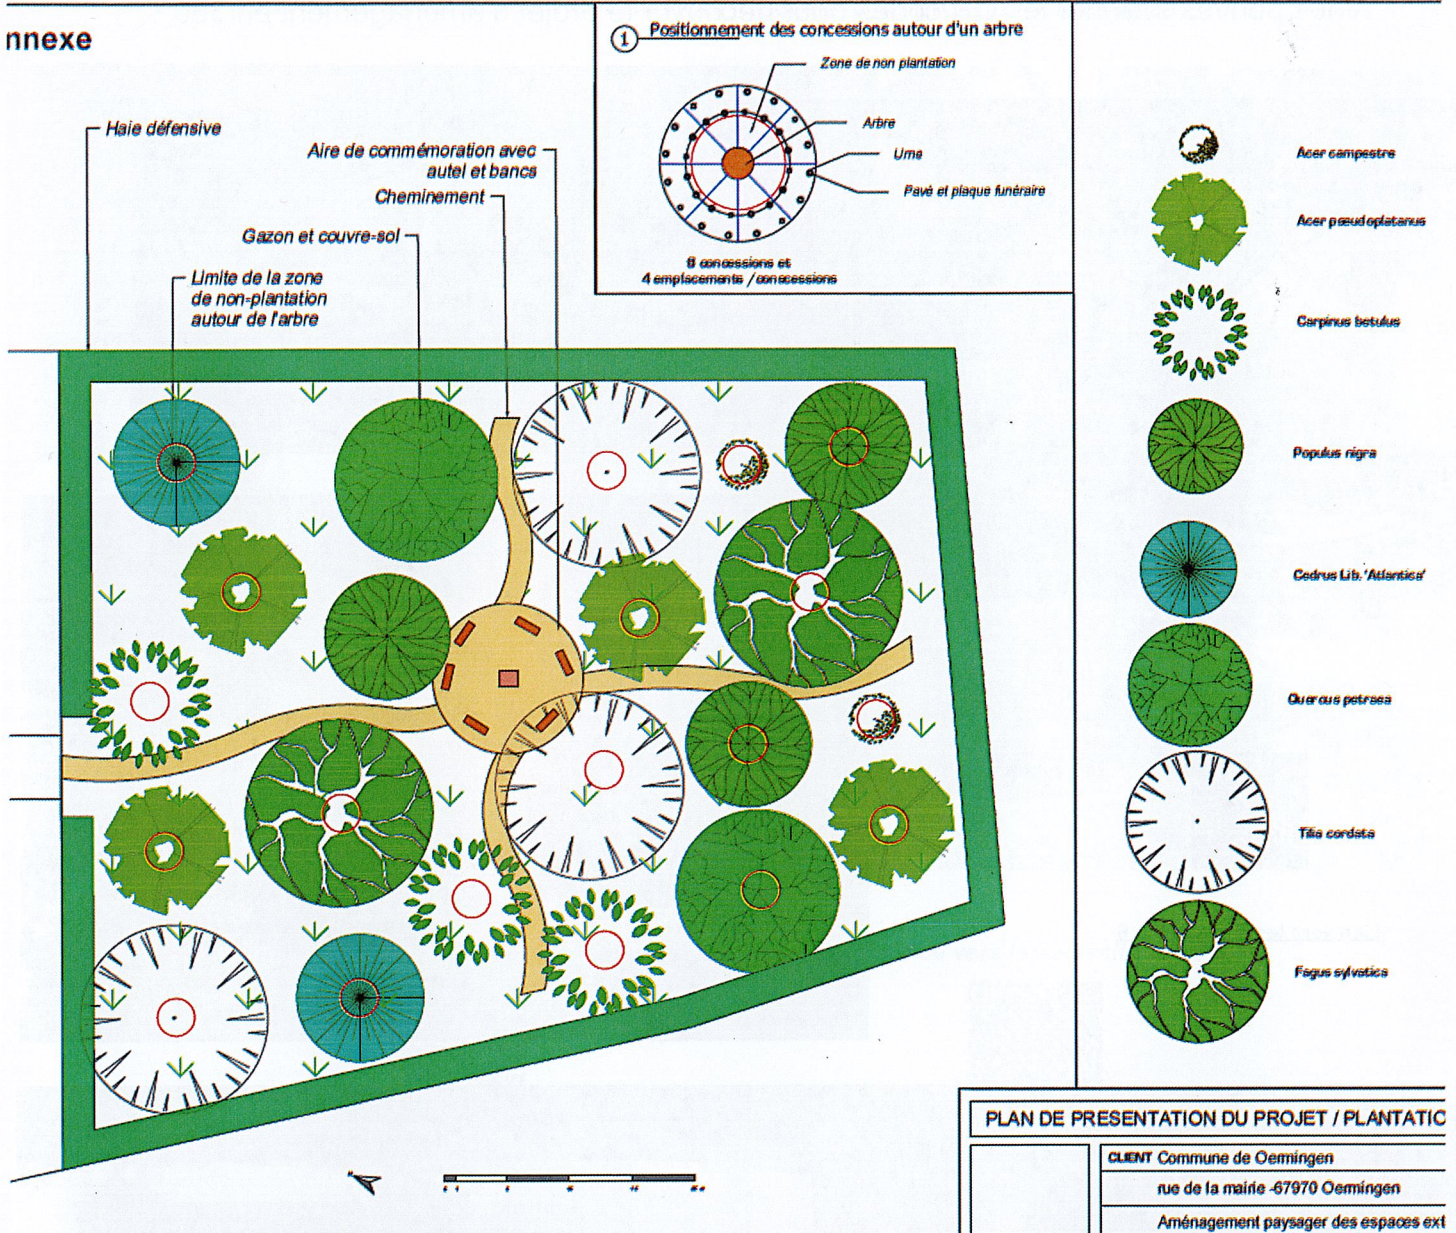 nnexe
1 Positionnement des concessions autour d'un arbre
Zone de non plantation
Arbre
Urne
Pavé et plaque funéraire
8 concessions et
4 emplacements / conscessions
Haie défensive
Aire de commémoration avec
autel et bancs
Cheminement
Gazon et couvre-sol
Limite de la zone
de non-plantation
autour de l'arbre
Acer campestre
Acer pseudoplatanus
Carpinus betulus
Populus nigra
Cedrus Lib. 'Atlantica'
Quercus petraea
Tilia cordata
Fagus sylvatica
PLAN DE PRESENTATION DU PROJET / PLANTATIO
CLIENT Commune de Oermingen
rue de la mairie -67970 Oermingen
Aménagement paysager des espaces ext